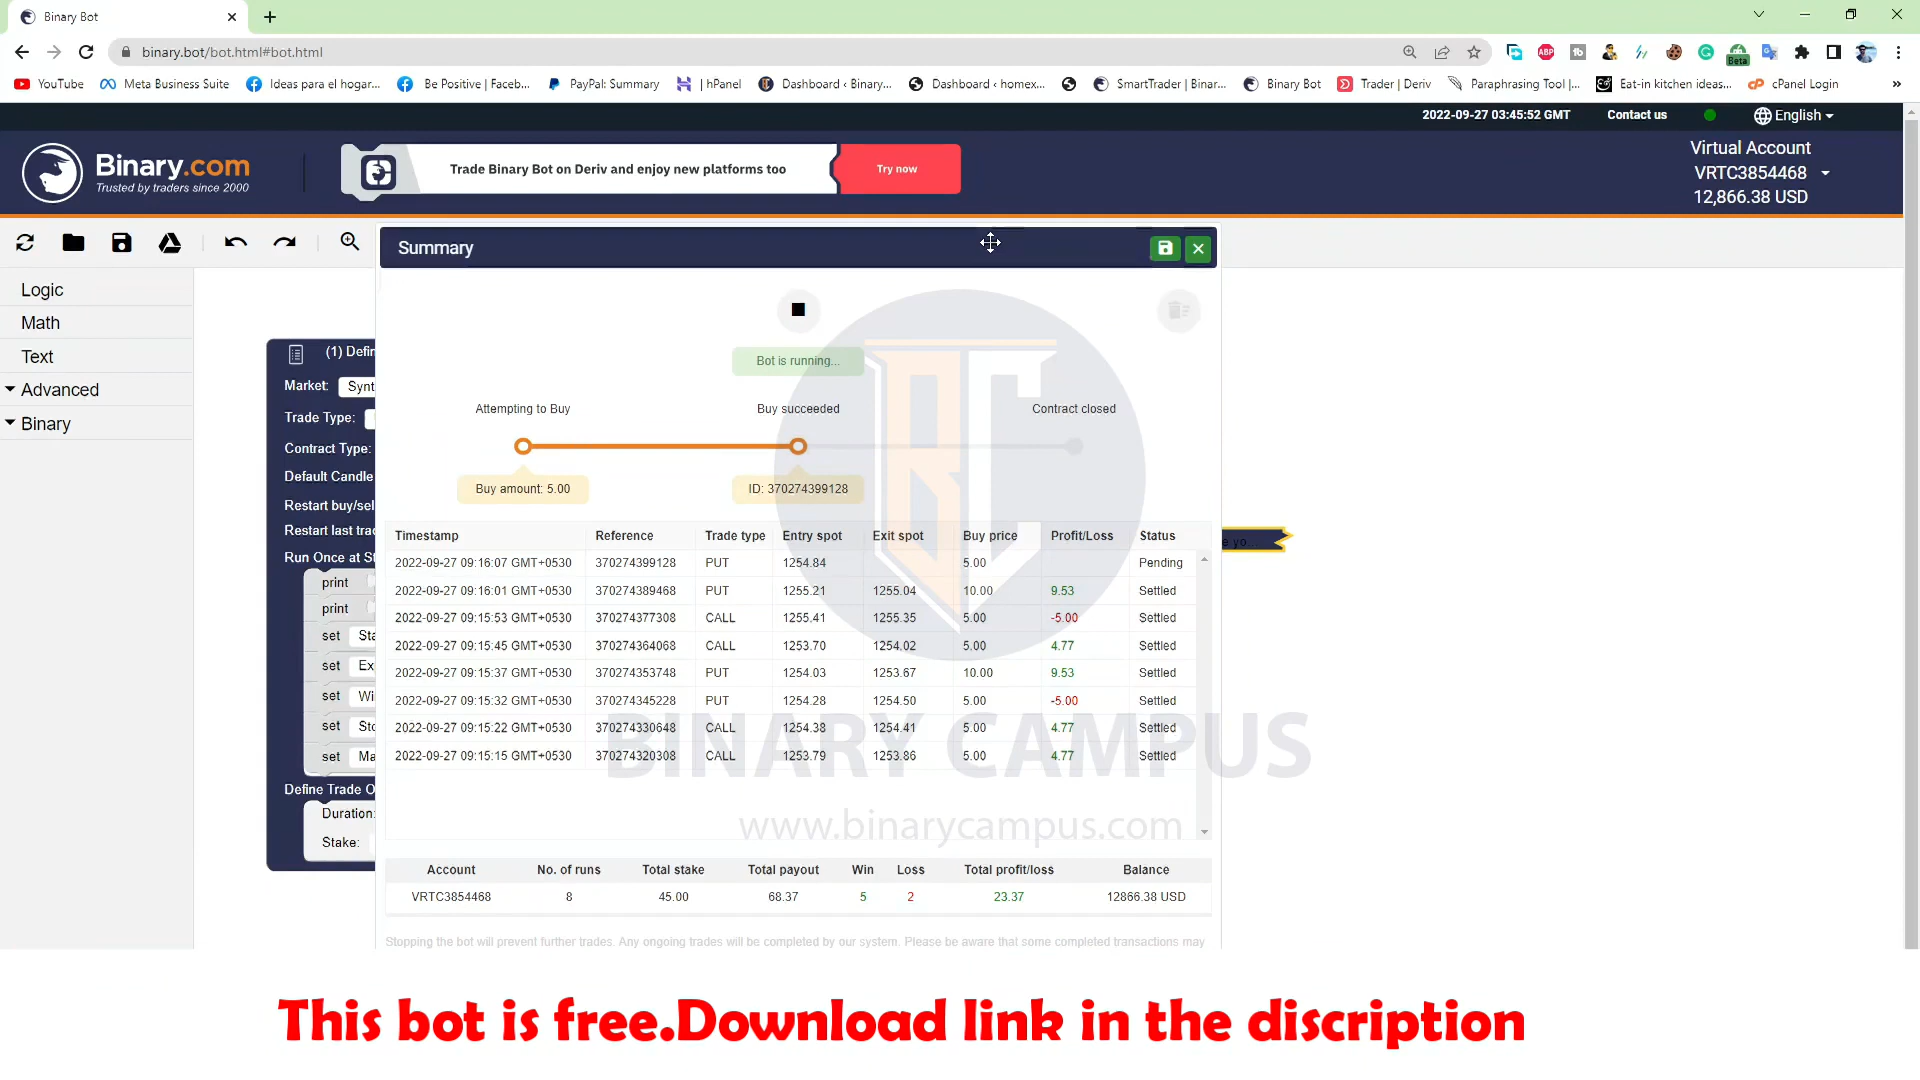 Binary Bot
binary.bot/bot.html#bot.html
YouTube Meta Business Suite Ideas para el hogar... Be Positive | Faceb... PayPal: Summary | hPanel Dashboard ‹ Binary... Dashboard ‹ homex... SmartTrader | Binar... Binary Bot Trader | Deriv Paraphrasing Tool |... Eat-in kitchen ideas... cPanel Login »
2022-09-27 03:45:52 GMT Contact us English
Binary.com
Trusted by traders since 2000
Trade Binary Bot on Deriv and enjoy new platforms too Try now
Virtual Account
VRTC3854468
12,866.38 USD
Summary
Logic
Math
Text
Advanced
Binary
(1) Defin
Market: Synt
Trade Type:
Contract Type:
Default Candle
Restart buy/sel
Restart last trac
Run Once at St
print
print
set Sta
set Ex
set Wi
set Sto
set Ma
Define Trade O
Duration:
Stake:
Bot is running...
Attempting to Buy Buy succeeded Contract closed
Buy amount: 5.00 ID: 370274399128
Timestamp Reference Trade type Entry spot Exit spot Buy price Profit/Loss Status
2022-09-27 09:16:07 GMT+0530 370274399128 PUT 1254.84 5.00 Pending
2022-09-27 09:16:01 GMT+0530 370274389468 PUT 1255.21 1255.04 10.00 9.53 Settled
2022-09-27 09:15:53 GMT+0530 370274377308 CALL 1255.41 1255.35 5.00 -5.00 Settled
2022-09-27 09:15:45 GMT+0530 370274364068 CALL 1253.70 1254.02 5.00 4.77 Settled
2022-09-27 09:15:37 GMT+0530 370274353748 PUT 1254.03 1253.67 10.00 9.53 Settled
2022-09-27 09:15:32 GMT+0530 370274345228 PUT 1254.28 1254.50 5.00 -5.00 Settled
2022-09-27 09:15:22 GMT+0530 370274330648 CALL 1254.38 1254.41 5.00 4.77 Settled
2022-09-27 09:15:15 GMT+0530 370274320308 CALL 1253.79 1253.86 5.00 4.77 Settled
BINARY CAMPUS
www.binarycampus.com
Account No. of runs Total stake Total payout Win Loss Total profit/loss Balance
VRTC3854468 8 45.00 68.37 5 2 23.37 12866.38 USD
Stopping the bot will prevent further trades. Any ongoing trades will be completed by our system. Please be aware that some completed transactions may
This bot is free.Download link in the discription